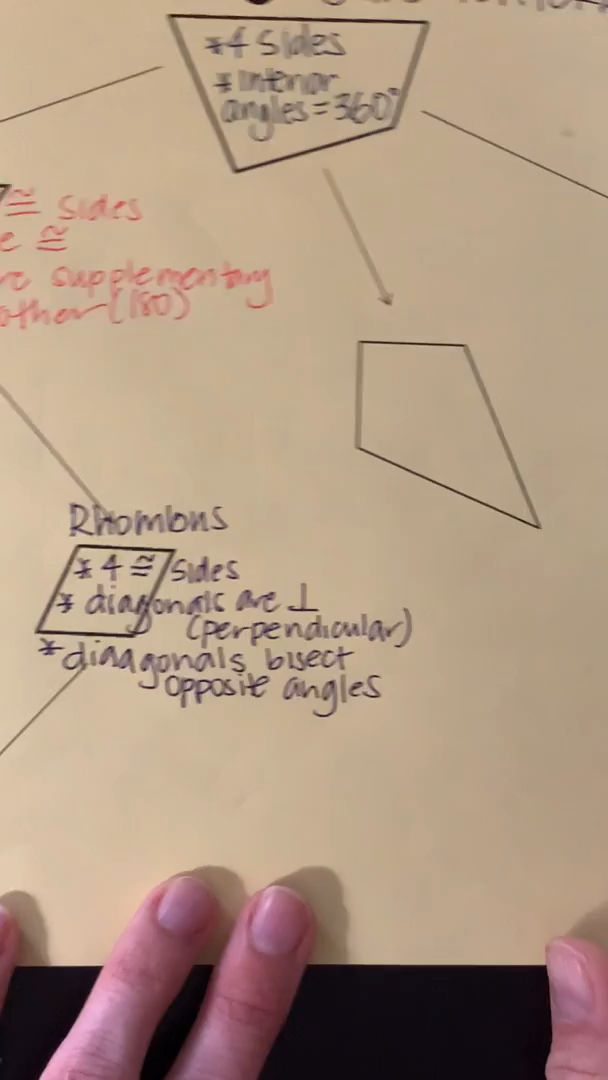 *4 Sides
*Interior
angles=360°
≅ sides
≅
supplementary
other (180)
Rhombus
*4 ≅ sides
* diagonals are ⊥
(perpendicular)
*diagonals bisect
opposite angles